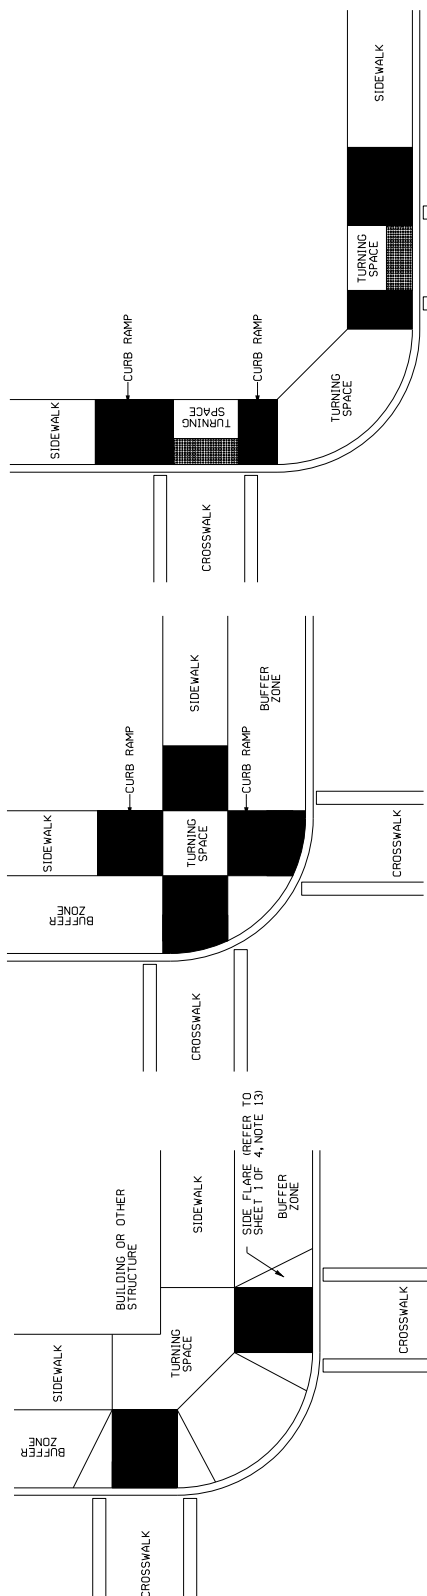 SIDEWALK
TURNING
SPACE
CURB RAMP
CURB RAMP
TURNING
SPACE
TURNING
SPACE
SIDEWALK
CROSSWALK
SIDEWALK
BUFFER
ZONE
CURB RAMP
CURB RAMP
SIDEWALK
TURNING
SPACE
CROSSWALK
BUFFER
ZONE
CROSSWALK
SIDE FLARE (REFER TO
SHEET 1 OF 4, NOTE 13)
BUFFER
ZONE
SIDEWALK
BUILDING OR OTHER
STRUCTURE
TURNING
SPACE
CROSSWALK
SIDEWALK
BUFFER
ZONE
CROSSWALK